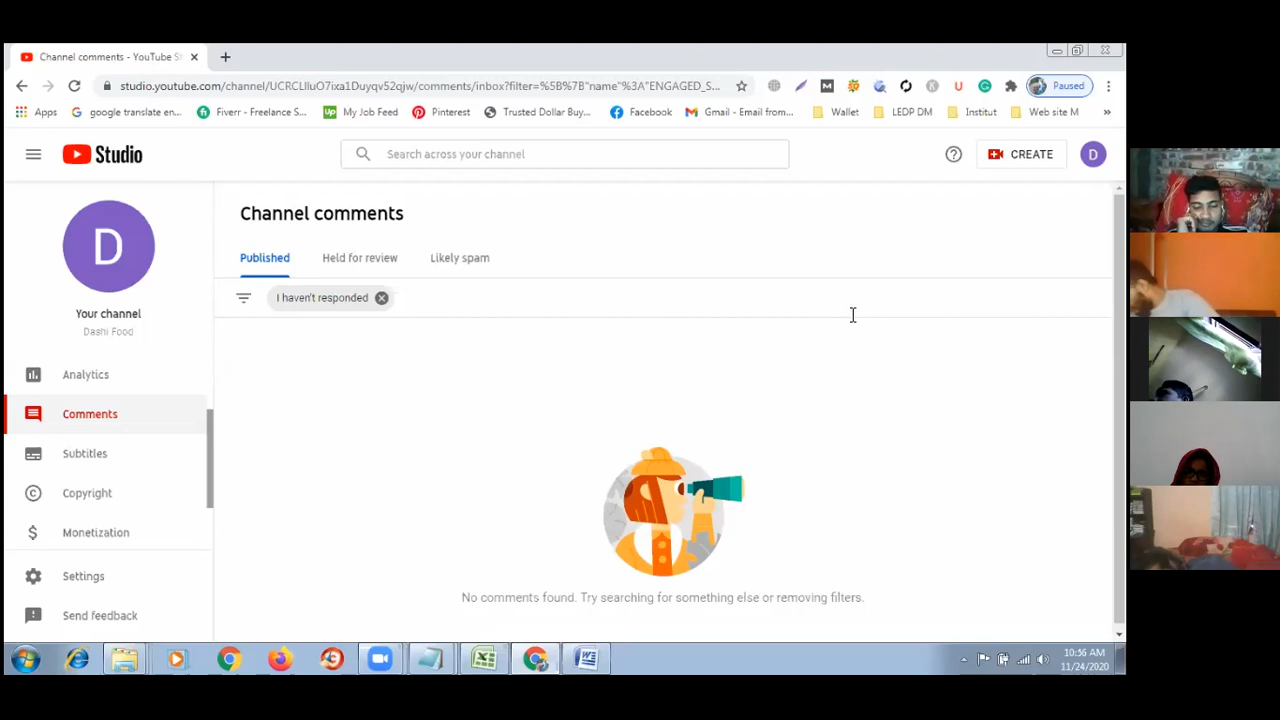 Channel comments - YouTube St
studio.youtube.com/channel/UCRCLlluO7ixa1Duyqv52qjw/comments/inbox?filter=%5B%7B"name"%3A"ENGAGED_S...
Paused
Apps
google translate en...
Fiverr - Freelance S...
Up
My Job Feed
Pinterest
Trusted Dollar Buy...
Facebook
Gmail - Email from...
Wallet
LEDP DM
Institut
Web site M
»
Studio
Search across your channel
CREATE
D
D
Your channel
Dashi Food
Analytics
Comments
Subtitles
Copyright
Monetization
Settings
Send feedback
Channel comments
Published
Held for review
Likely spam
I haven't responded
No comments found. Try searching for something else or removing filters.
10:36 AM
11/24/2020